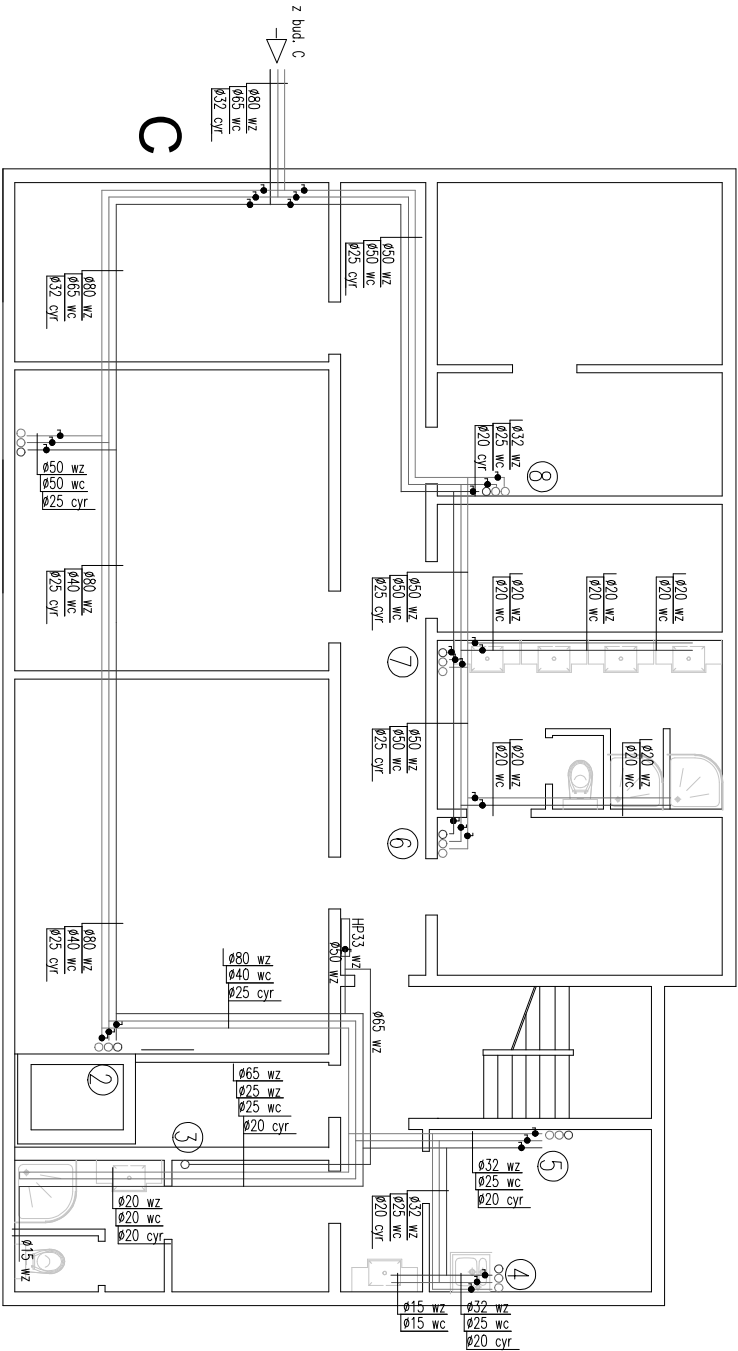 z bud. C
ø80 wz
ø65 wc
ø32 cyr
C
ø50 wz
ø50 wc
ø25 cyr
ø80 wz
ø65 wc
ø32 cyr
ø32 wz
ø25 wc
ø20 cyr
8
ø50 wz
ø50 wc
ø25 cyr
ø80 wz
ø40 wc
ø25 cyr
ø50 wz
ø50 wc
ø25 cyr
ø20 wz
ø20 wc
ø20 wz
ø20 wc
ø20 wz
ø20 wc
7
ø50 wz
ø50 wc
ø25 cyr
ø20 wz
ø20 wc
ø20 wz
ø20 wc
6
ø80 wz
ø40 wc
ø25 cyr
ø80 wz
ø40 wc
ø25 cyr
HP33
ø50 wz
ø65 wz
2
ø65 wz
ø25 wz
ø25 wc
ø20 cyr
3
ø32 wz
ø25 wc
ø20 cyr
5
ø20 wz
ø20 wc
ø20 cyr
ø32 wz
ø25 wc
ø20 cyr
ø15 wz
4
ø15 wz
ø15 wc
ø32 wz
ø25 wc
ø20 cyr